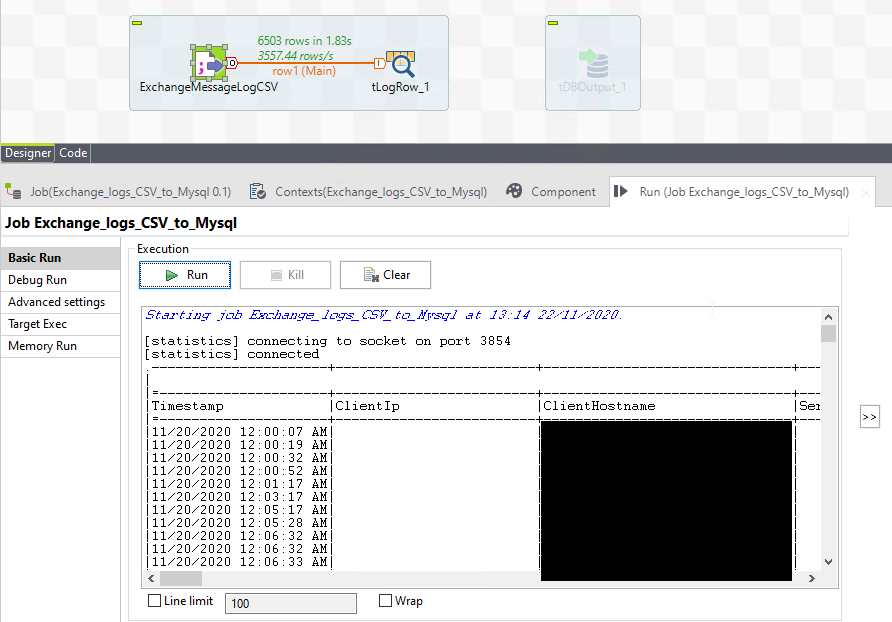 6503 rows in 1.83s
3557.44 rows/s
row1 (Main)
ExchangeMessageLogCSV
tLogRow_1
tDBOutput_1
Designer Code
Job(Exchange_logs_CSV_to_Mysql 0.1) Contexts(Exchange_logs_CSV_to_Mysql) Component Run (Job Exchange_logs_CSV_to_Mysql)
Job Exchange_logs_CSV_to_Mysql
Basic Run
Debug Run
Advanced settings
Target Exec
Memory Run
Execution
Run Kill Clear
Starting job Exchange_logs_CSV_to_Mysql at 13:14 22/11/2020.
[statistics] connecting to socket on port 3854
[statistics] connected
|Timestamp |ClientIp |ClientHostname |Ser
|11/20/2020 12:00:07 AM|
|11/20/2020 12:00:19 AM|
|11/20/2020 12:00:32 AM|
|11/20/2020 12:00:52 AM|
|11/20/2020 12:01:17 AM|
|11/20/2020 12:03:17 AM|
|11/20/2020 12:05:17 AM|
|11/20/2020 12:05:28 AM|
|11/20/2020 12:06:32 AM|
|11/20/2020 12:06:32 AM|
|11/20/2020 12:06:33 AM|
>>
Line limit 100 Wrap